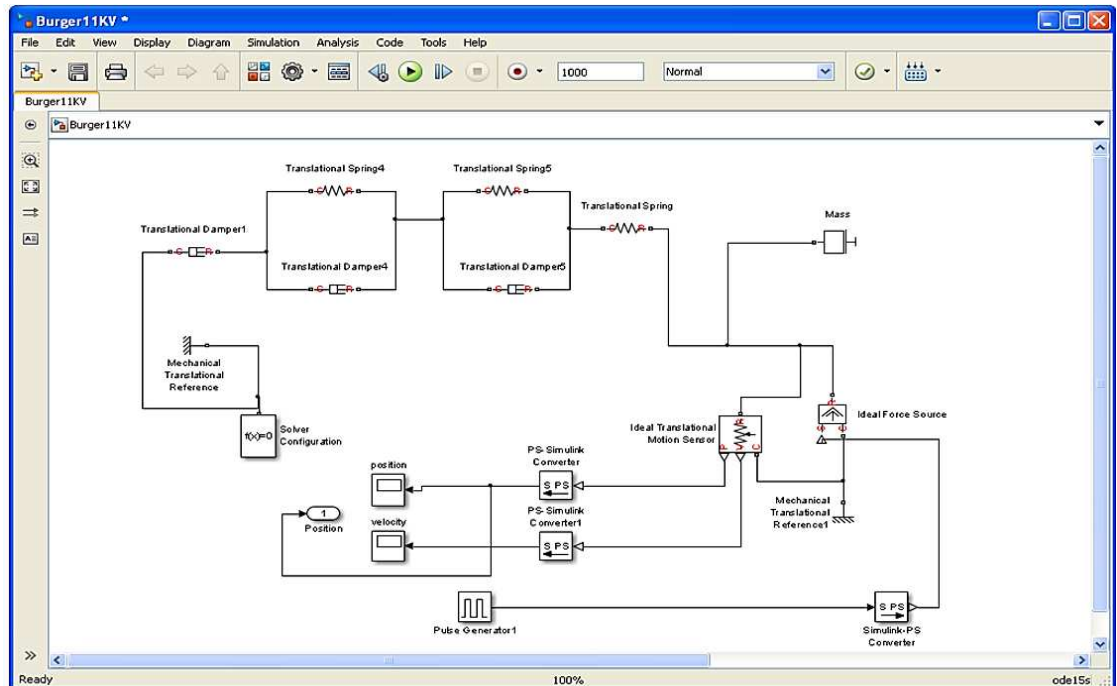 Burger11KV *
File Edit View Display Diagram Simulation Analysis Code Tools Help
1000 Normal
Burger11KV
Burger11KV
Translational Spring4
Translational Spring5
C R
C R
Translational Spring
C R
Mass
Translational Damper1
C R
Translational Damper4
C R
Translational Damper5
C R
Mechanical
Translational
Reference
f(x)=0
Solver
Configuration
Ideal Translational
Motion Sensor
R
P V C
Ideal Force Source
R
S C
PS-Simulink
Converter
S PS
position
1
Position
velocity
PS-Simulink
Converter1
S PS
Mechanical
Translational
Reference1
Pulse Generator1
S PS
Simulink-PS
Converter
Ready 100% ode15s